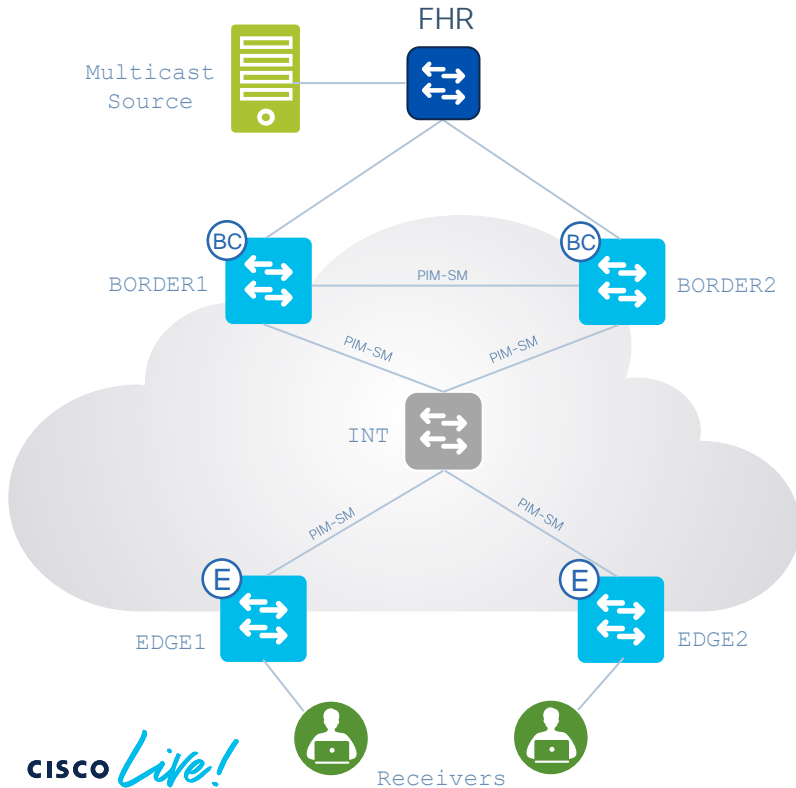 FHR
Multicast
Source
BC
BC
BORDER1
PIM-SM
BORDER2
PIM-SM
PIM-SM
INT
PIM-SM
PIM-SM
E
E
EDGE1
EDGE2
CISCO Live!
Receivers